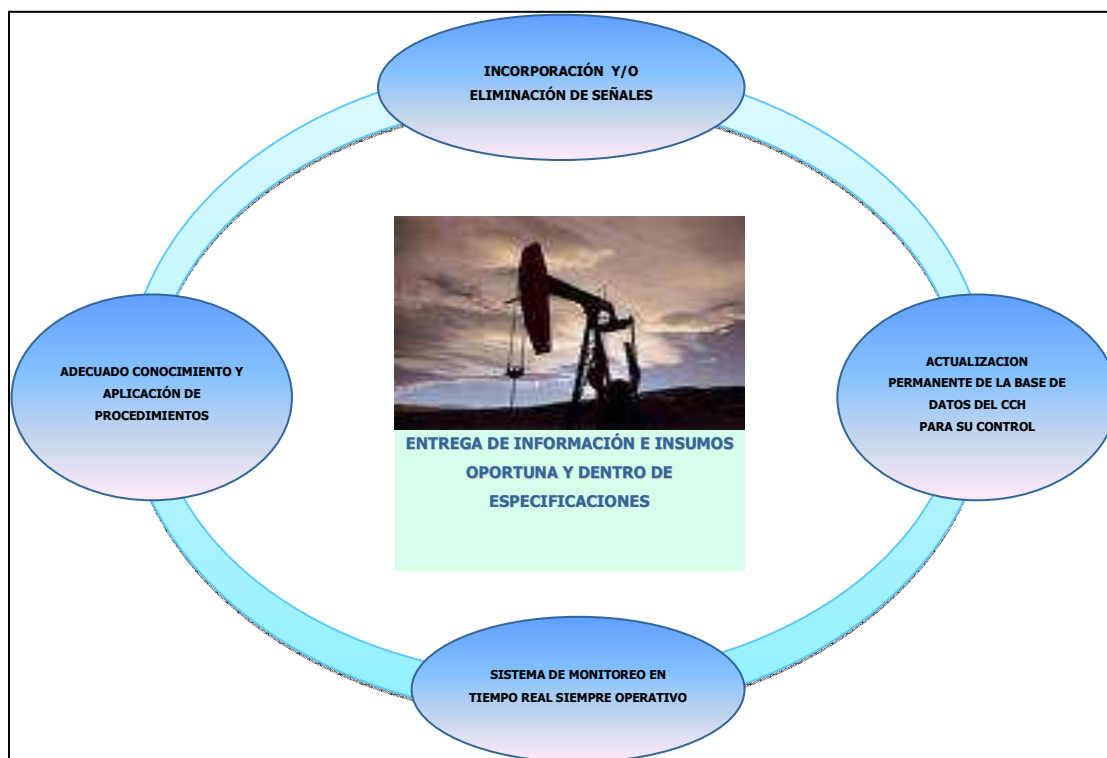 INCORPORACIÓN Y/O
ELIMINACIÓN DE SEÑALES
ADECUADO CONOCIMIENTO Y
APLICACIÓN DE
PROCEDIMIENTOS
ACTUALIZACION
PERMANENTE DE LA BASE DE
DATOS DEL CCH
PARA SU CONTROL
ENTREGA DE INFORMACIÓN E INSUMOS
OPORTUNA Y DENTRO DE
ESPECIFICACIONES
SISTEMA DE MONITOREO EN
TIEMPO REAL SIEMPRE OPERATIVO